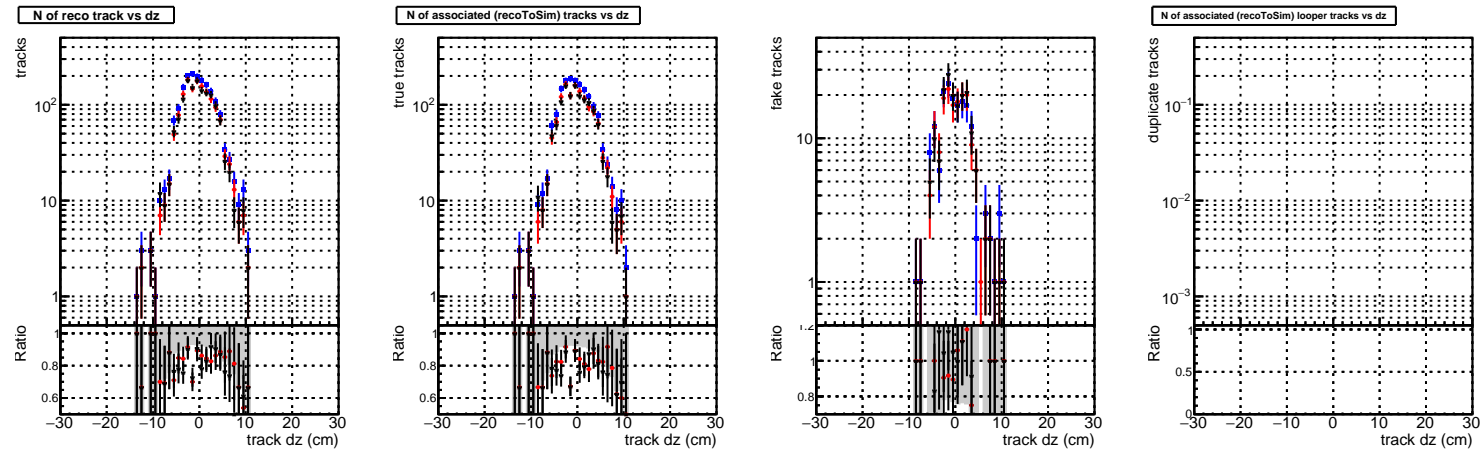 N of reco track vs dz
tracks
10²
10
1
Ratio
1
0.8
0.6
−30 −20 −10 0 10 20 30
track dz (cm)
N of associated (recoToSim) tracks vs dz
true tracks
10²
10
1
Ratio
1
0.8
0.6
−30 −20 −10 0 10 20 30
track dz (cm)
fake tracks
10
1
Ratio
1.2
1
0.8
−30 −20 −10 0 10 20 30
track dz (cm)
N of associated (recoToSim) looper tracks vs dz
duplicate tracks
10⁻¹
10⁻²
10⁻³
Ratio
1
0.5
0
−30 −20 −10 0 10 20 30
track dz (cm)